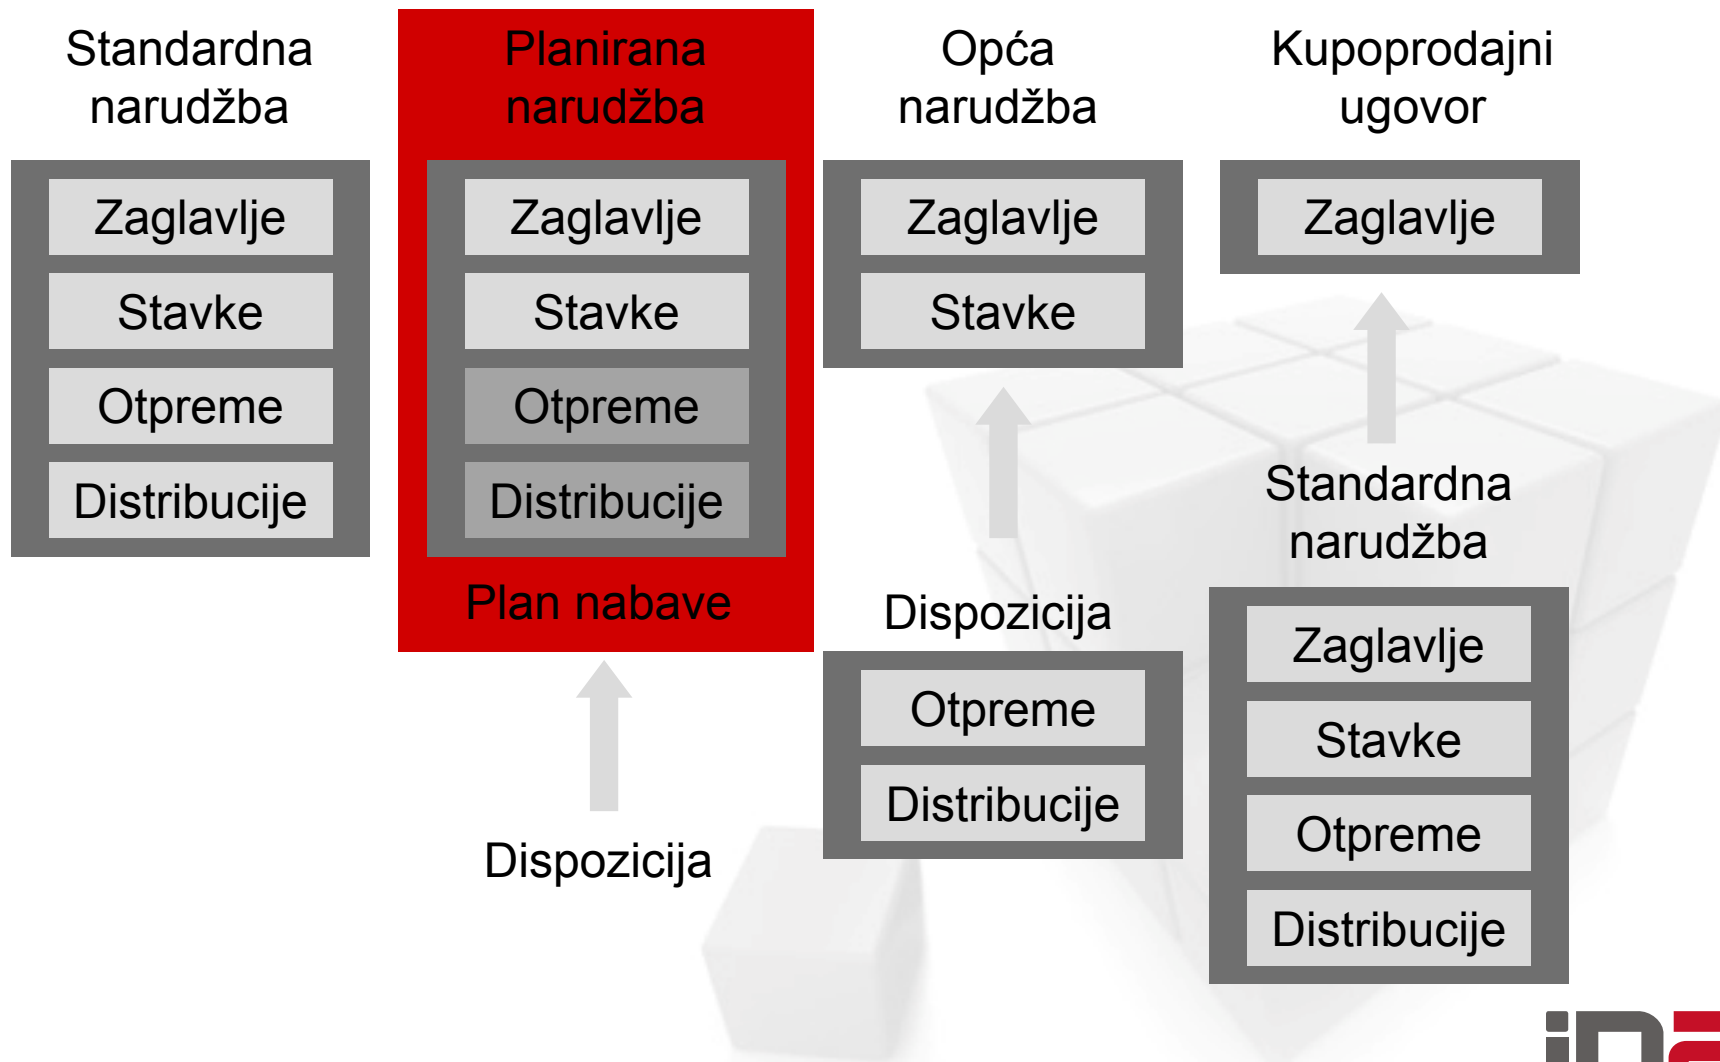 Standardna
narudžba
Zaglavlje
Stavke
Otpreme
Distribucije
Planirana
narudžba
Zaglavlje
Stavke
Otpreme
Distribucije
Plan nabave
Dispozicija
Opća
narudžba
Zaglavlje
Stavke
Dispozicija
Otpreme
Distribucije
Kupoprodajni
ugovor
Zaglavlje
Standardna
narudžba
Zaglavlje
Stavke
Otpreme
Distribucije